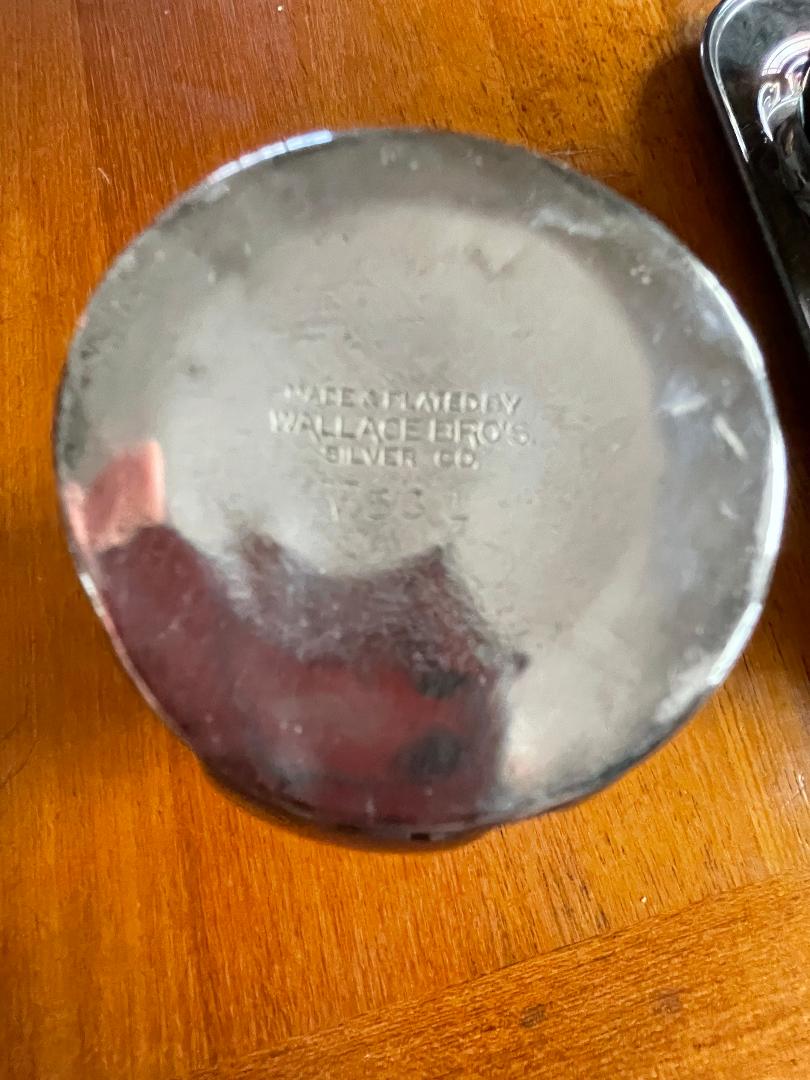 MADE & PLATED BY
WALLACE BRO'S.
SILVER CO.